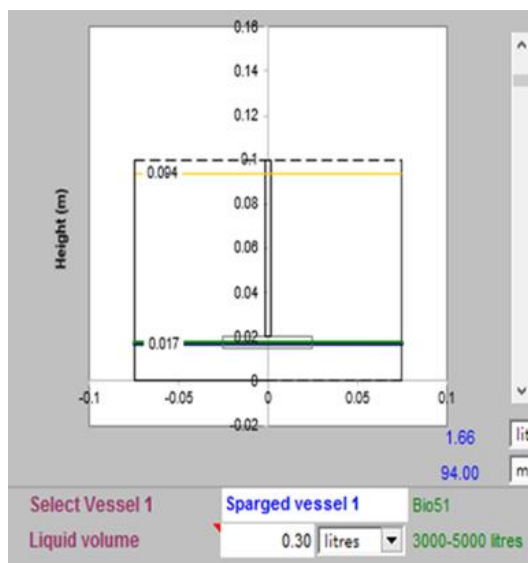 0.16
0.14
0.12
0.1
0.094
0.08
Height (m)
0.06
0.04
0.02
0.017
0
-0.1
-0.05
0
0.05
0.1
-0.02
1.66
lit
94.00
m
Select Vessel 1
Sparged vessel 1
Bio51
Liquid volume
0.30
litres
3000-5000 litres